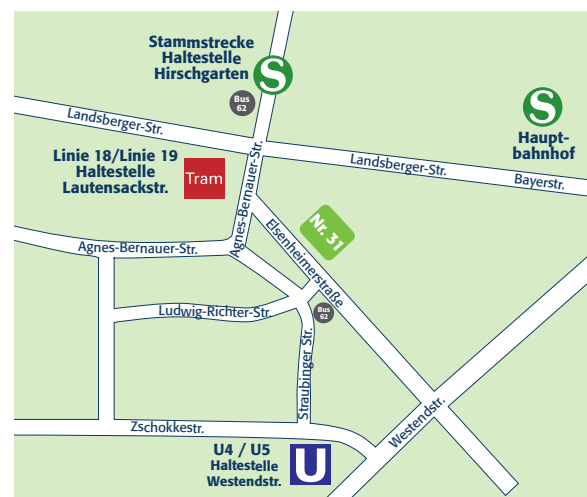 Stammstrecke
Haltestelle
Hirschgarten
S
Bus
62
S
Haupt-
bahnhof
Landsberger-Str.
Landsberger-Str.
Bayerstr.
Linie 18/Linie 19
Haltestelle
Lautensackstr.
Tram
Agnes-Bernauer-Str.
Nr. 31
Elsenheimerstraße
Agnes-Bernauer-Str.
Ludwig-Richter-Str.
Bus
62
Straubinger Str.
Zschokkestr.
Westendstr.
U4 / U5
Haltestelle
Westendstr.
U